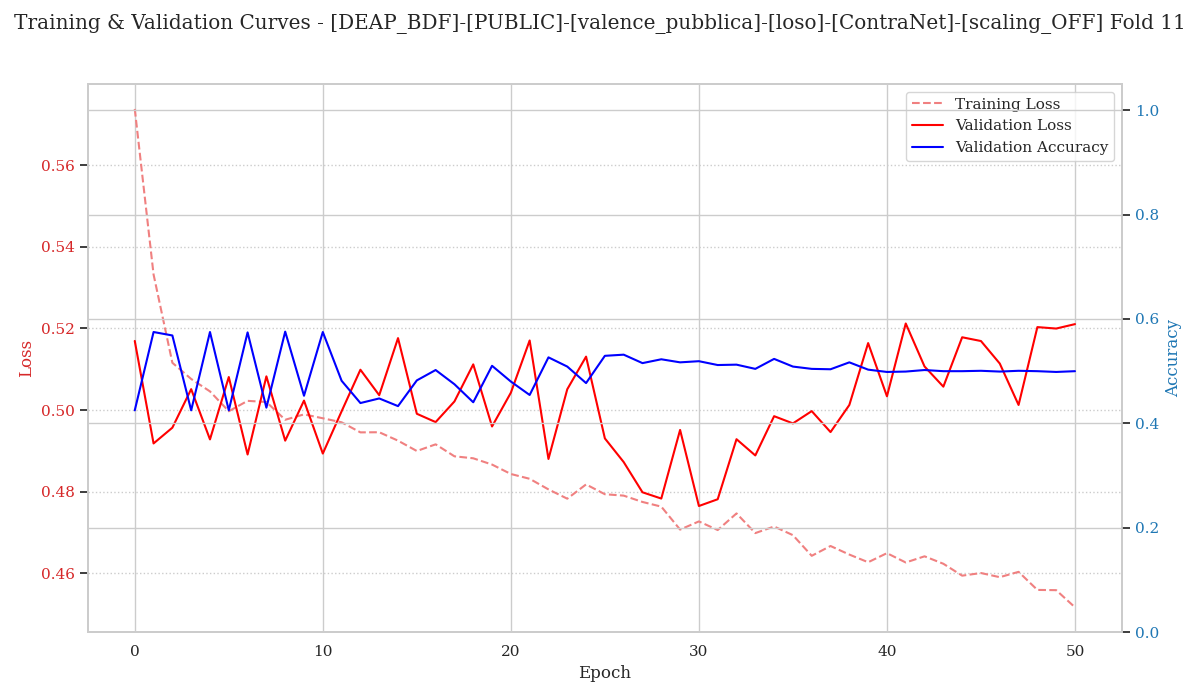 Training & Validation Curves - [DEAP_BDF]-[PUBLIC]-[valence_pubblica]-[loso]-[ContraNet]-[scaling_OFF] Fold 11
Training Loss
Validation Loss
Validation Accuracy
0.56
0.54
0.52
0.50
0.48
0.46
Loss
1.0
0.8
0.6
0.4
0.2
0.0
Accuracy
0
10
20
30
40
50
Epoch